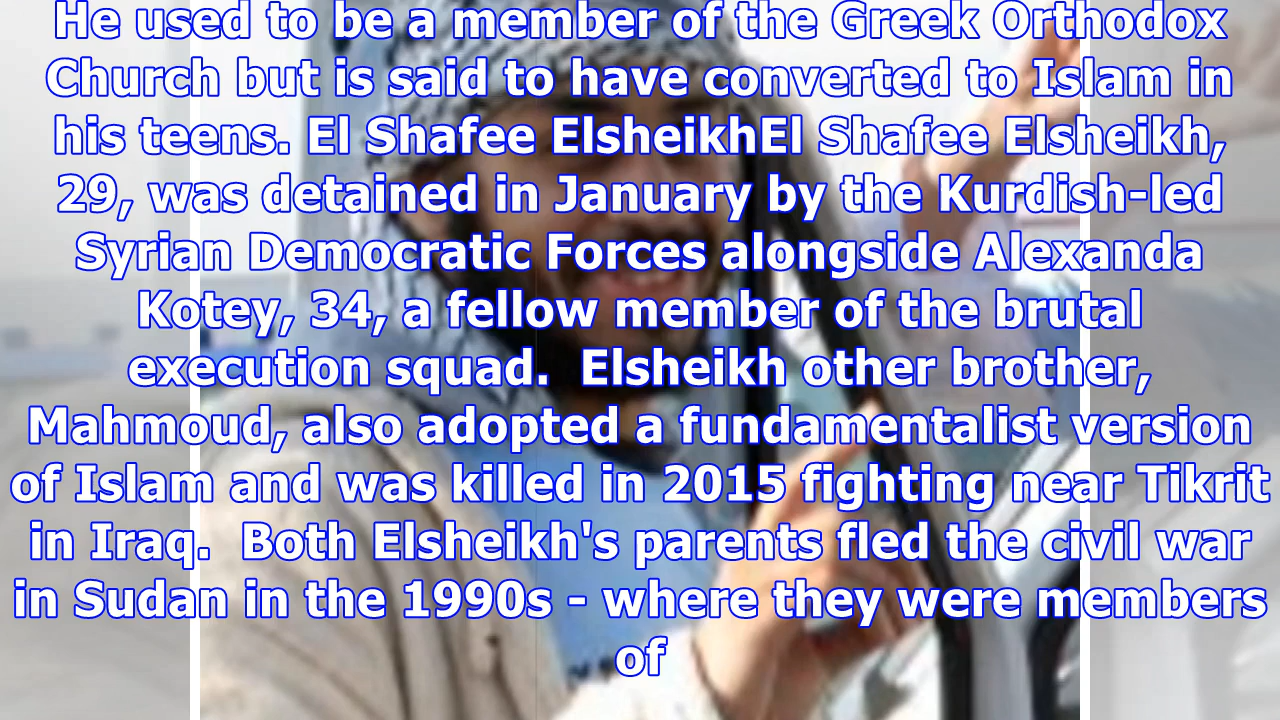 He used to be a member of the Greek Orthodox
Church but is said to have converted to Islam in
his teens. El Shafee ElsheikhEl Shafee Elsheikh,
29, was detained in January by the Kurdish-led
Syrian Democratic Forces alongside Alexanda
Kotey, 34, a fellow member of the brutal
execution squad.  Elsheikh other brother,
Mahmoud, also adopted a fundamentalist version
of Islam and was killed in 2015 fighting near Tikrit
in Iraq.  Both Elsheikh's parents fled the civil war
in Sudan in the 1990s - where they were members
of